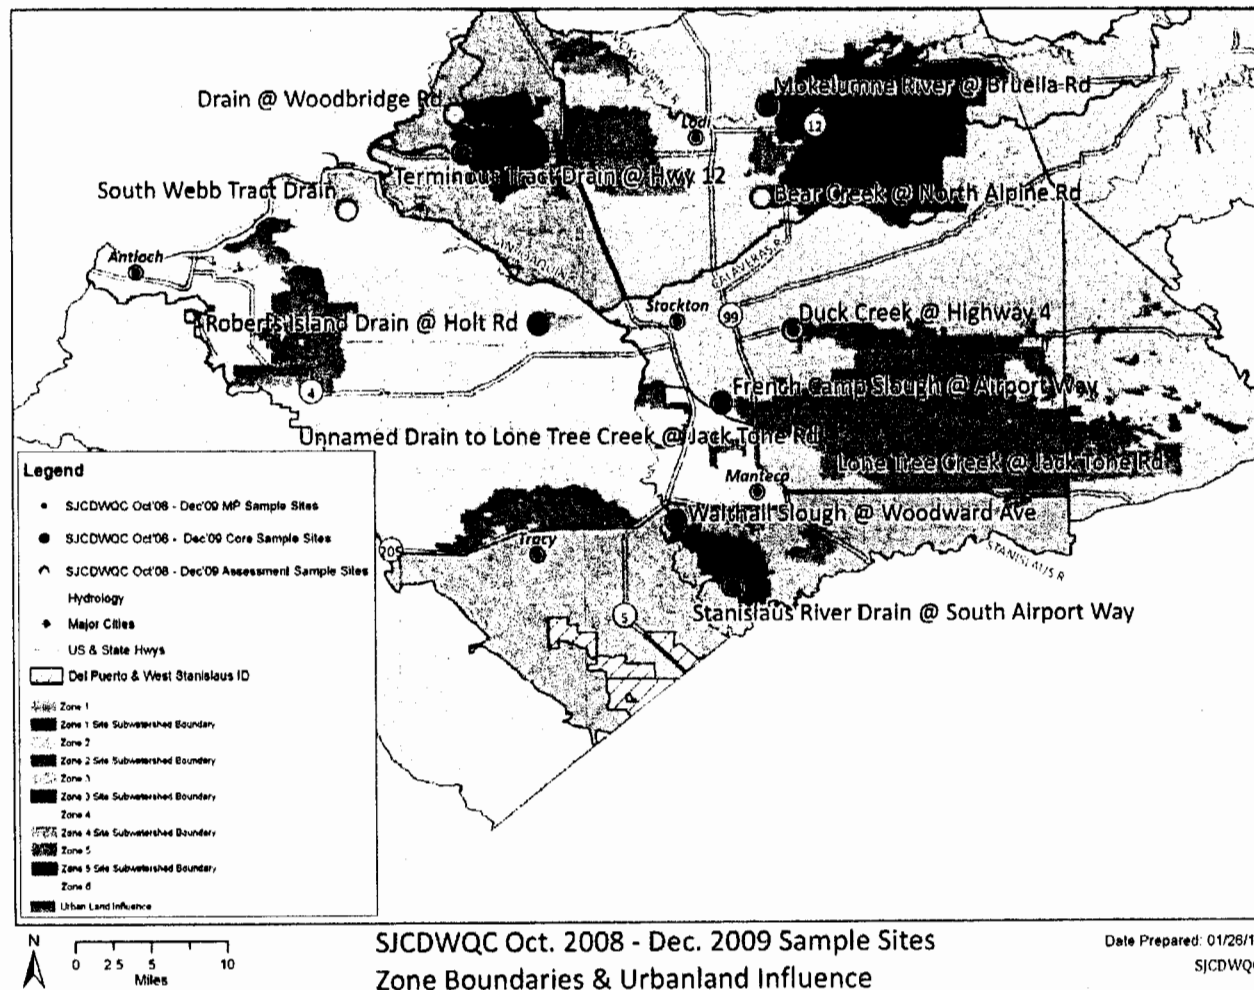 Mokelumne River @ Bruella Rd
Drain @ Woodbridge Rd
12
Lodi
Terminous Tract Drain @ Hwy 12
South Webb Tract Drain
Bear Creek @ North Alpine Rd
CALAVERAS R
Antioch
Stockton
99
Duck Creek @ Highway 4
Roberts Island Drain @ Holt Rd
4
French Camp Slough @ Airport Way
Unnamed Drain to Lone Tree Creek @ Jack Tone Rd
Lone Tree Creek @ Jack Tone Rd
Manteca
Walthall Slough @ Woodward Ave
205
Tracy
STANISLAUS R
5
Stanislaus River Drain @ South Airport Way
Legend
SJCDWQC Oct'08 - Dec'09 MP Sample Sites
SJCDWQC Oct'08 - Dec'09 Core Sample Sites
SJCDWQC Oct'08 - Dec'09 Assessment Sample Sites
Hydrology
Major Cities
US & State Hwys
Del Puerto & West Stanislaus ID
Zone 1
Zone 1 Site Subwatershed Boundary
Zone 2
Zone 2 Site Subwatershed Boundary
Zone 3
Zone 3 Site Subwatershed Boundary
Zone 4
Zone 4 Site Subwatershed Boundary
Zone 5
Zone 5 Site Subwatershed Boundary
Zone 6
Urban Land Influence
N
0 2.5 5 10
Miles
SJCDWQC Oct. 2008 - Dec. 2009 Sample Sites
Zone Boundaries & Urbanland Influence
Date Prepared: 01/26/1
SJCDWQ